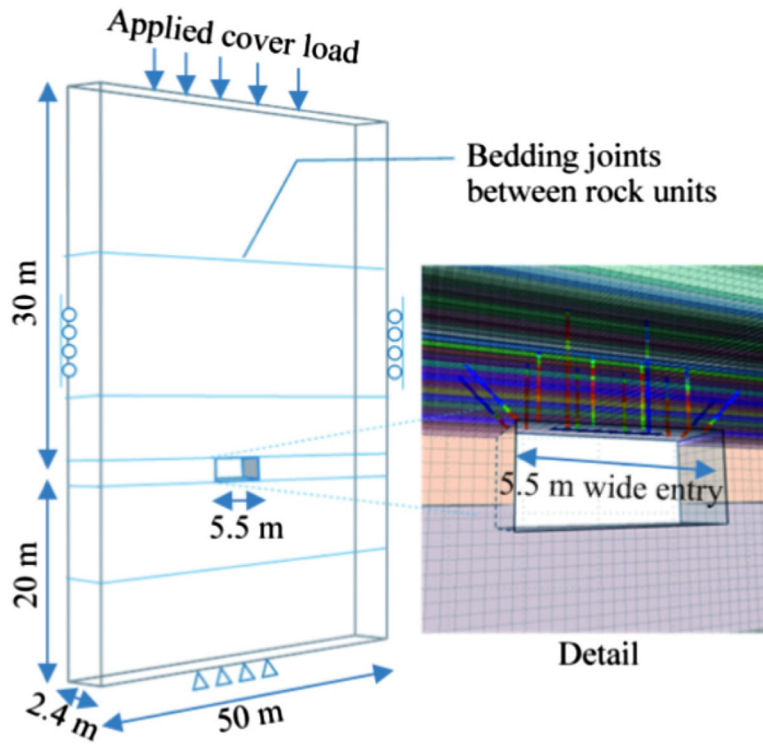 Applied cover load
Bedding joints
between rock units
30 m
5.5 m
5.5 m wide entry
20 m
Detail
2.4 m
50 m